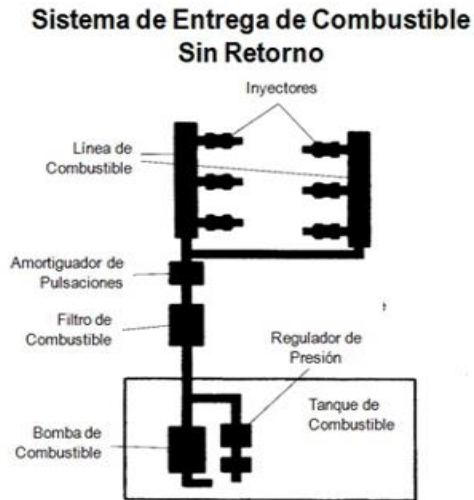 Sistema de Entrega de Combustible
Sin Retorno
Inyectores
Línea de
Combustible
Amortiguador de
Pulsaciones
Filtro de
Combustible
Regulador de
Presión
Tanque de
Combustible
Bomba de
Combustible